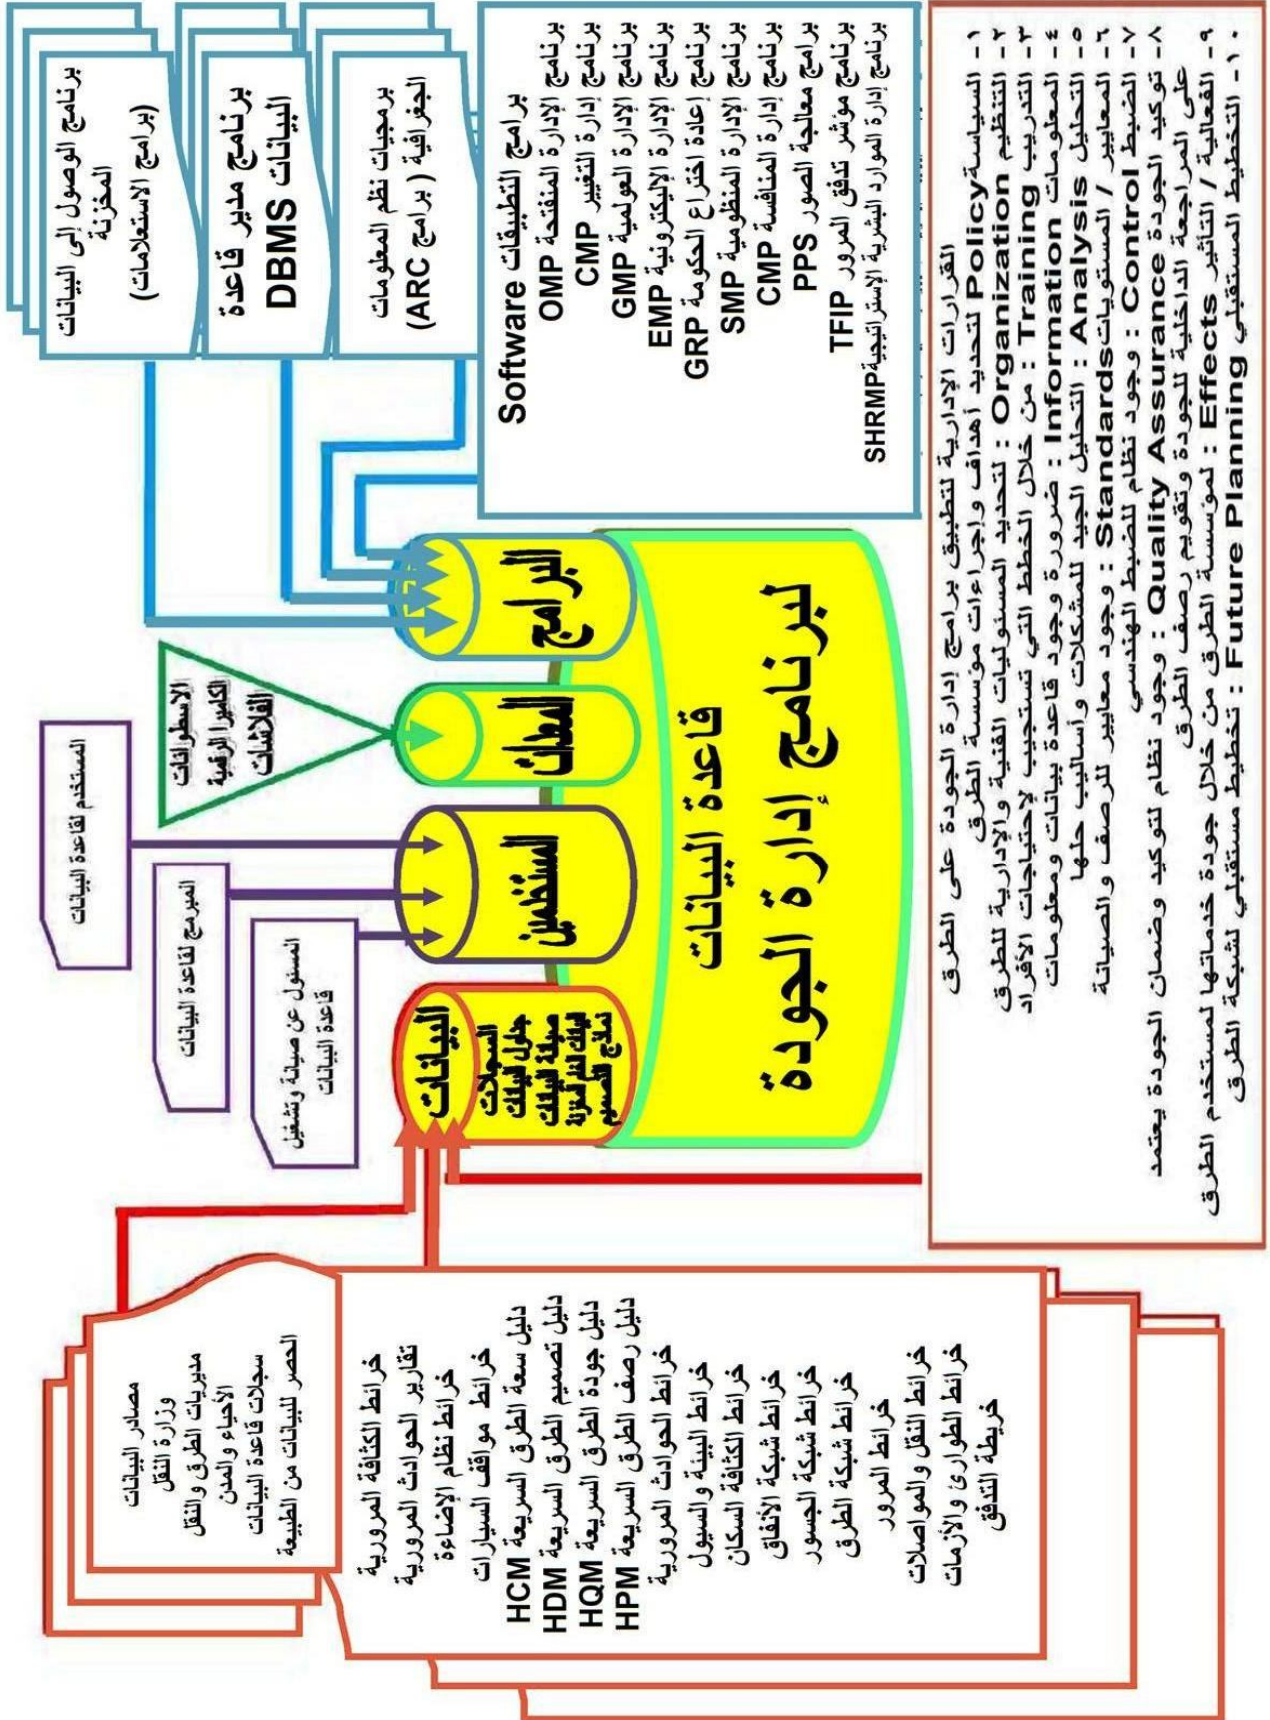 مصادر البيانات
وزارة النقل
مديريات الطرق والنقل
الأحياء والمدن
سجلات قاعدة البيانات
الحصر للبيانات من الطبيعة
خرائط الكثافة المرورية
تقارير الحوادث المرورية
خرائط نظام الإضاءة
خرائط مواقف السيارات
دليل سعة الطرق السريعة HCM
دليل تصميم الطرق السريعة HDM
دليل جودة الطرق السريعة HQM
دليل رصف الطرق السريعة HPM
خرائط الحوادث المرورية
خرائط البيئة والسيول
خرائط الكثافة السكان
خرائط شبكة الأنفاق
خرائط شبكة الجسور
خرائط شبكة الطرق
خرائط المرور
خرائط النقل والمواصلات
خرائط الطوارئ والأزمات
خريطة التدفق
المستخدم لقاعدة البيانات
المبرمج لقاعدة البيانات
المسئول عن صيانة وتشغيل
قاعدة البيانات
الاسطوانات
الكاميرا الرقمية
الفلاشات
برنامج الوصول إلى البيانات
المخزنة
(برامج الاستعلامات)
برنامج مدير قاعدة
البيانات DBMS
برمجيات نظم المعلومات
الجغرافية ( برامج ARC)
البيانات
السجلات
جداول البيانات
صيانة البيانات
نماذج التصميم
المستخدمين
المعدات
البرامج
قاعدة البيانات
لبرنامج إدارة الجودة
برامج التطبيقات Software
برنامج الإدارة المنفتحة OMP
برنامج إدارة التغيير CMP
برنامج الإدارة العولمية GMP
برنامج الإدارة الإليكترونية EMP
برنامج إعادة اختراع الحكومة GRP
برنامج الإدارة المنظومية SMP
برنامج إدارة المنافسة CMP
برامج معالجة الصور PPS
برنامج مؤشر تدفق المرور TFIP
برنامج إدارة الموارد البشرية الإستراتيجية SHRMP
القرارات الإدارية لتطبيق برامج إدارة الجودة على الطرق
١- السياسة Policy لتحديد أهداف وإجراءات مؤسسة الطرق
٢- التنظيم Organization : لتحديد المسئوليات الفنية والإدارية للطرق
٣- التدريب Training : من خلال الخطط التي تستجيب لإحتياجات الأفراد
٤- المعلومات Information : ضرورة وجود قاعدة بيانات ومعلومات
٥- التحليل Analysis : التحليل الجيد للمشكلات وأساليب حلها
٦- المعايير / المستويات Standards : وجود معايير للرصف والصيانة
٧- الضبط Control : وجود نظام للضبط الهندسي
٨- توكيد الجودة Quality Assurance : وجود نظام لتوكيد وضمان الجودة يعتمد
على المراجعة الداخلية للجودة وتقويم رصف الطرق
٩- الفعالية / التأثير Effects : لمؤسسة الطرق من خلال جودة خدماتها لمستخدم الطرق
١٠- التخطيط المستقبلي Future Planning : تخطيط مستقبلي لشبكة الطرق